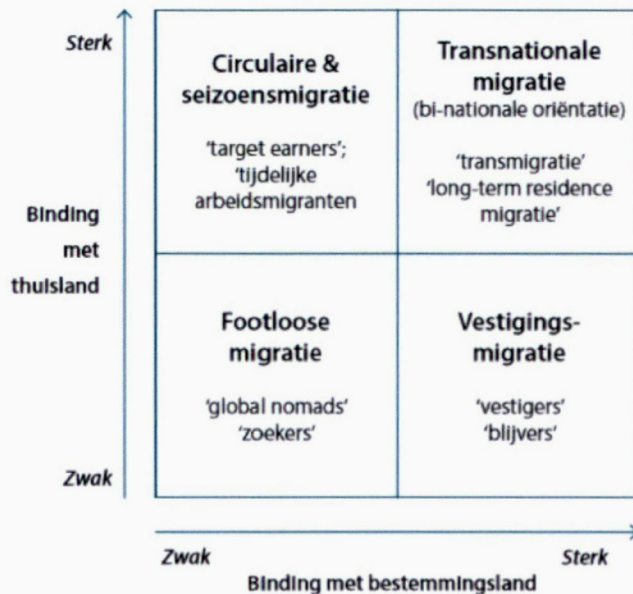 Sterk
Circulaire &
seizoensmigratie
'target earners';
'tijdelijke
arbeidsmigranten
Transnationale
migratie
(bi-nationale oriëntatie)
'transmigratie'
'long-term residence
migratie'
Binding
met
thuisland
Footloose
migratie
'global nomads'
'zoekers'
Vestigings-
migratie
'vestigers'
'blijvers'
Zwak
Zwak
Sterk
Binding met bestemmingsland